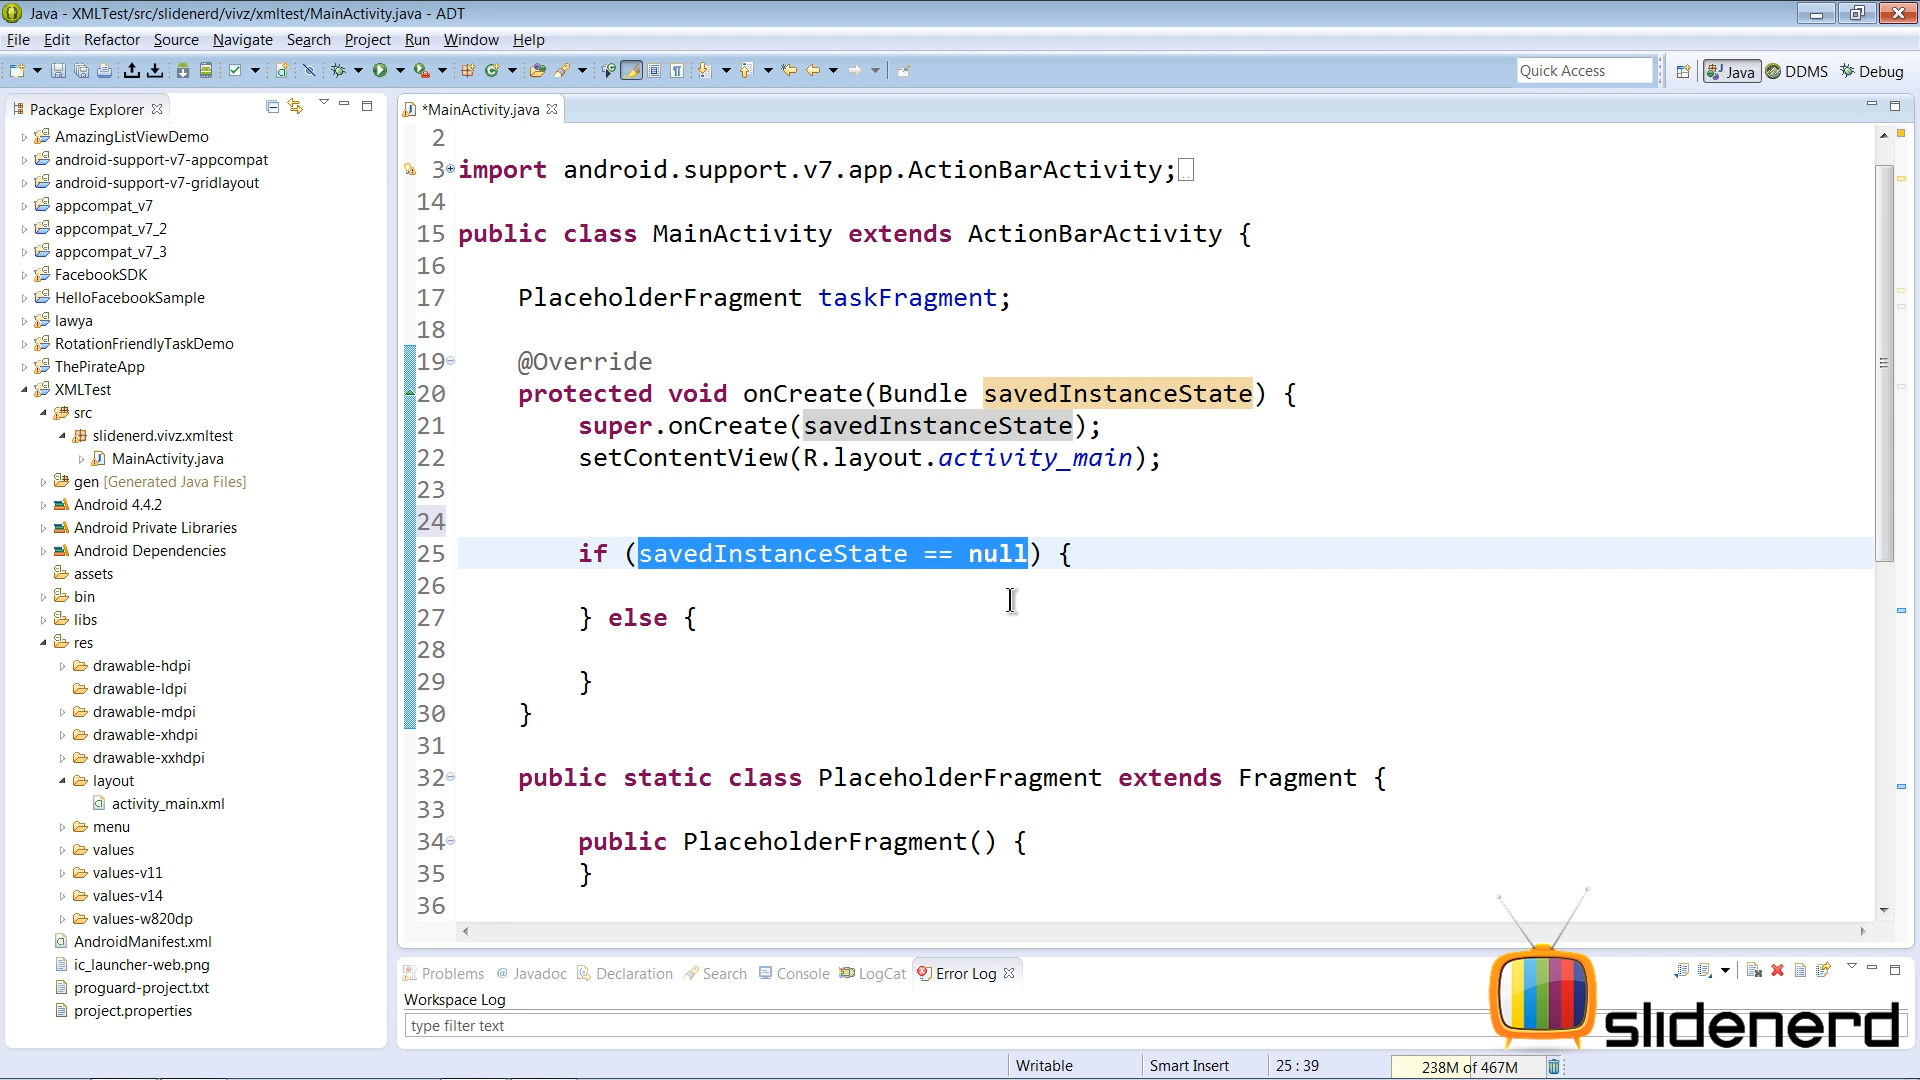 Java - XMLTest/src/slidenerd/vivz/xmltest/MainActivity.java - ADT
File Edit Refactor Source Navigate Search Project Run Window Help
Quick Access Java DDMS Debug
Package Explorer
AmazingListViewDemo
android-support-v7-appcompat
android-support-v7-gridlayout
appcompat_v7
appcompat_v7_2
appcompat_v7_3
FacebookSDK
HelloFacebookSample
lawya
RotationFriendlyTaskDemo
ThePirateApp
XMLTest
src
slidenerd.vivz.xmltest
MainActivity.java
gen [Generated Java Files]
Android 4.4.2
Android Private Libraries
Android Dependencies
assets
bin
libs
res
drawable-hdpi
drawable-ldpi
drawable-mdpi
drawable-xhdpi
drawable-xxhdpi
layout
activity_main.xml
menu
values
values-v11
values-v14
values-w820dp
AndroidManifest.xml
ic_launcher-web.png
proguard-project.txt
project.properties
*MainActivity.java
2
3 import android.support.v7.app.ActionBarActivity;
14
15 public class MainActivity extends ActionBarActivity {
16
17 PlaceholderFragment taskFragment;
18
19 @Override
20 protected void onCreate(Bundle savedInstanceState) {
21 super.onCreate(savedInstanceState);
22 setContentView(R.layout.activity_main);
23
24
25 if (savedInstanceState == null) {
26
27 } else {
28
29 }
30 }
31
32 public static class PlaceholderFragment extends Fragment {
33
34 public PlaceholderFragment() {
35 }
36
Problems Javadoc Declaration Search Console LogCat Error Log
Workspace Log
type filter text
slidenerd
Writable Smart Insert 25 : 39 238M of 467M